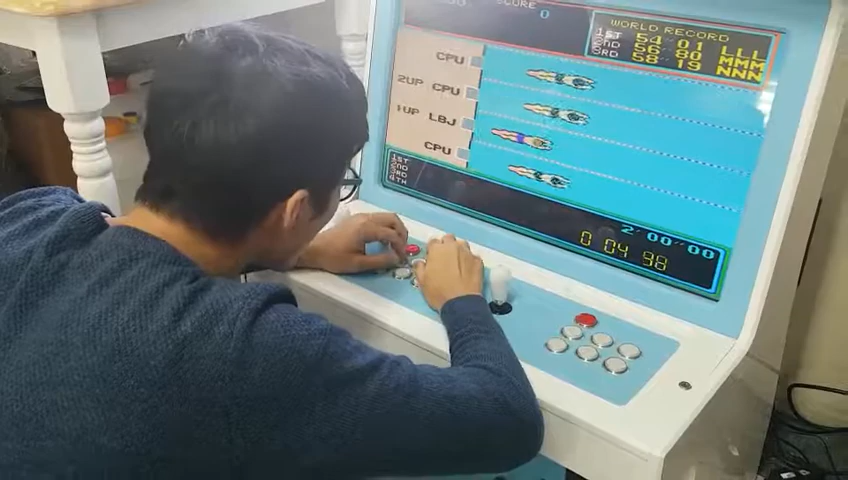 SCORE 0
WORLD RECORD
1ST 54 01 LLL
2ND 56 80 MMM
3RD 58 19 NNN
CPU
2UP CPU
1UP LBJ
CPU
1ST
2ND
3RD
4TH
2'00"00
0'04"98